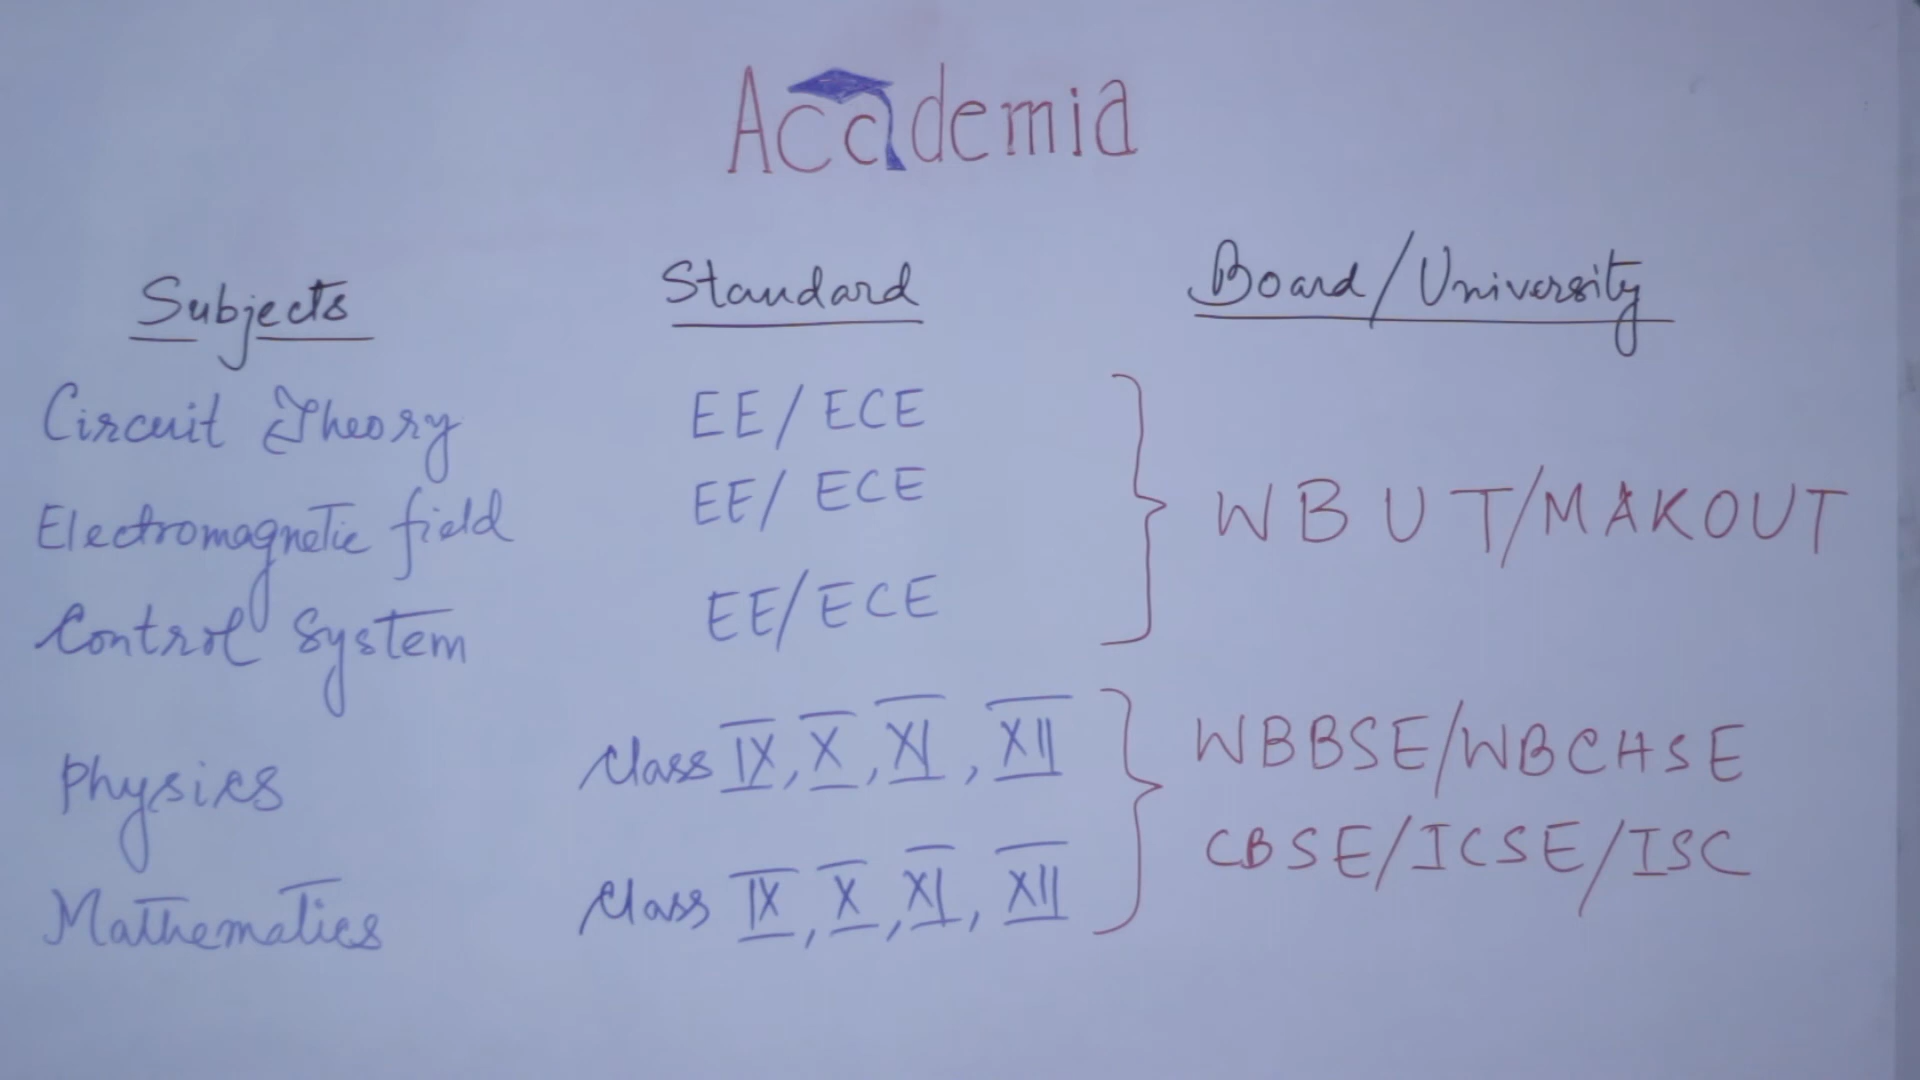 Academia
Subjects Standard Board/University
Circuit Theory EE/ECE
Electromagnetic field EE/ECE
WBUT/MAKOUT
Control System EE/ECE
Physics Class IX, X, XI, XII WBBSE/WBCHSE
CBSE/ICSE/ISC
Mathematics Class IX, X, XI, XII